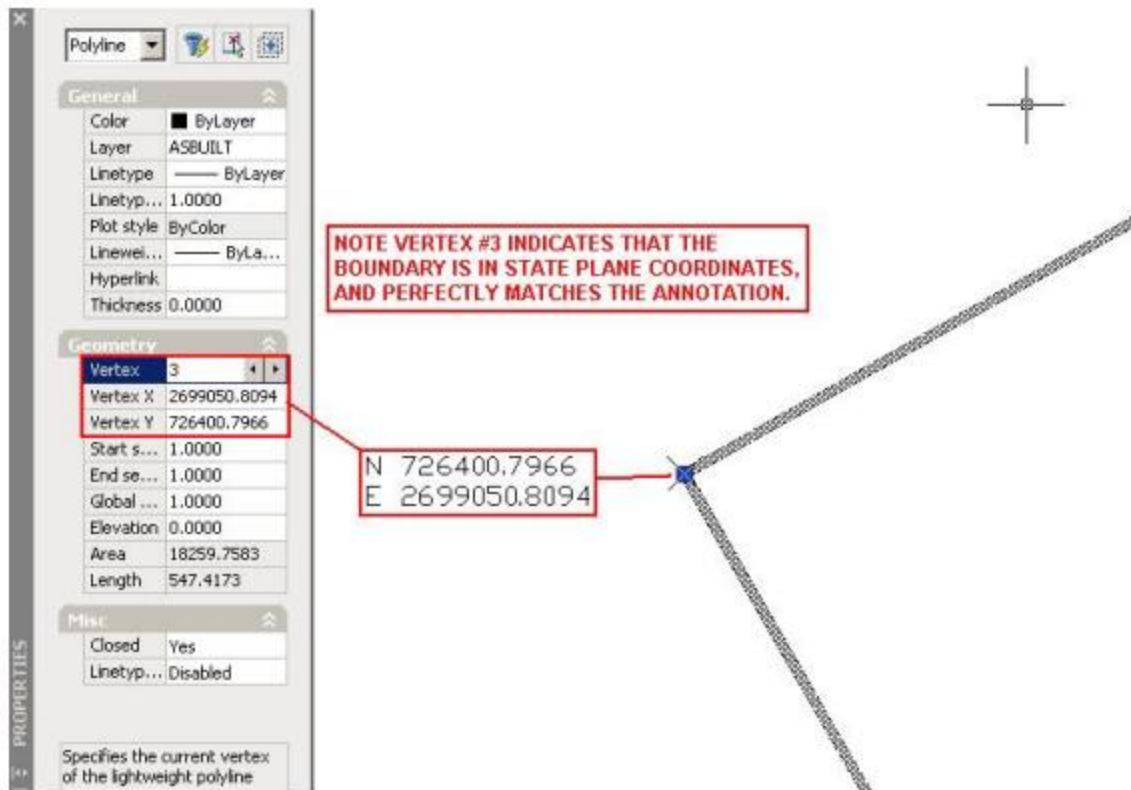 Polyline
General
Color ByLayer
Layer ASBUILT
Linetype ByLayer
Linetyp... 1.0000
Plot style ByColor
Linewei... ByLa...
Hyperlink
Thickness 0.0000
Geometry
Vertex 3
Vertex X 2699050.8094
Vertex Y 726400.7966
Start s... 1.0000
End se... 1.0000
Global ... 1.0000
Elevation 0.0000
Area 18259.7583
Length 547.4173
Misc
Closed Yes
Linetyp... Disabled
PROPERTIES
Specifies the current vertex
of the lightweight polyline
NOTE VERTEX #3 INDICATES THAT THE
BOUNDARY IS IN STATE PLANE COORDINATES,
AND PERFECTLY MATCHES THE ANNOTATION.
N 726400.7966
E 2699050.8094